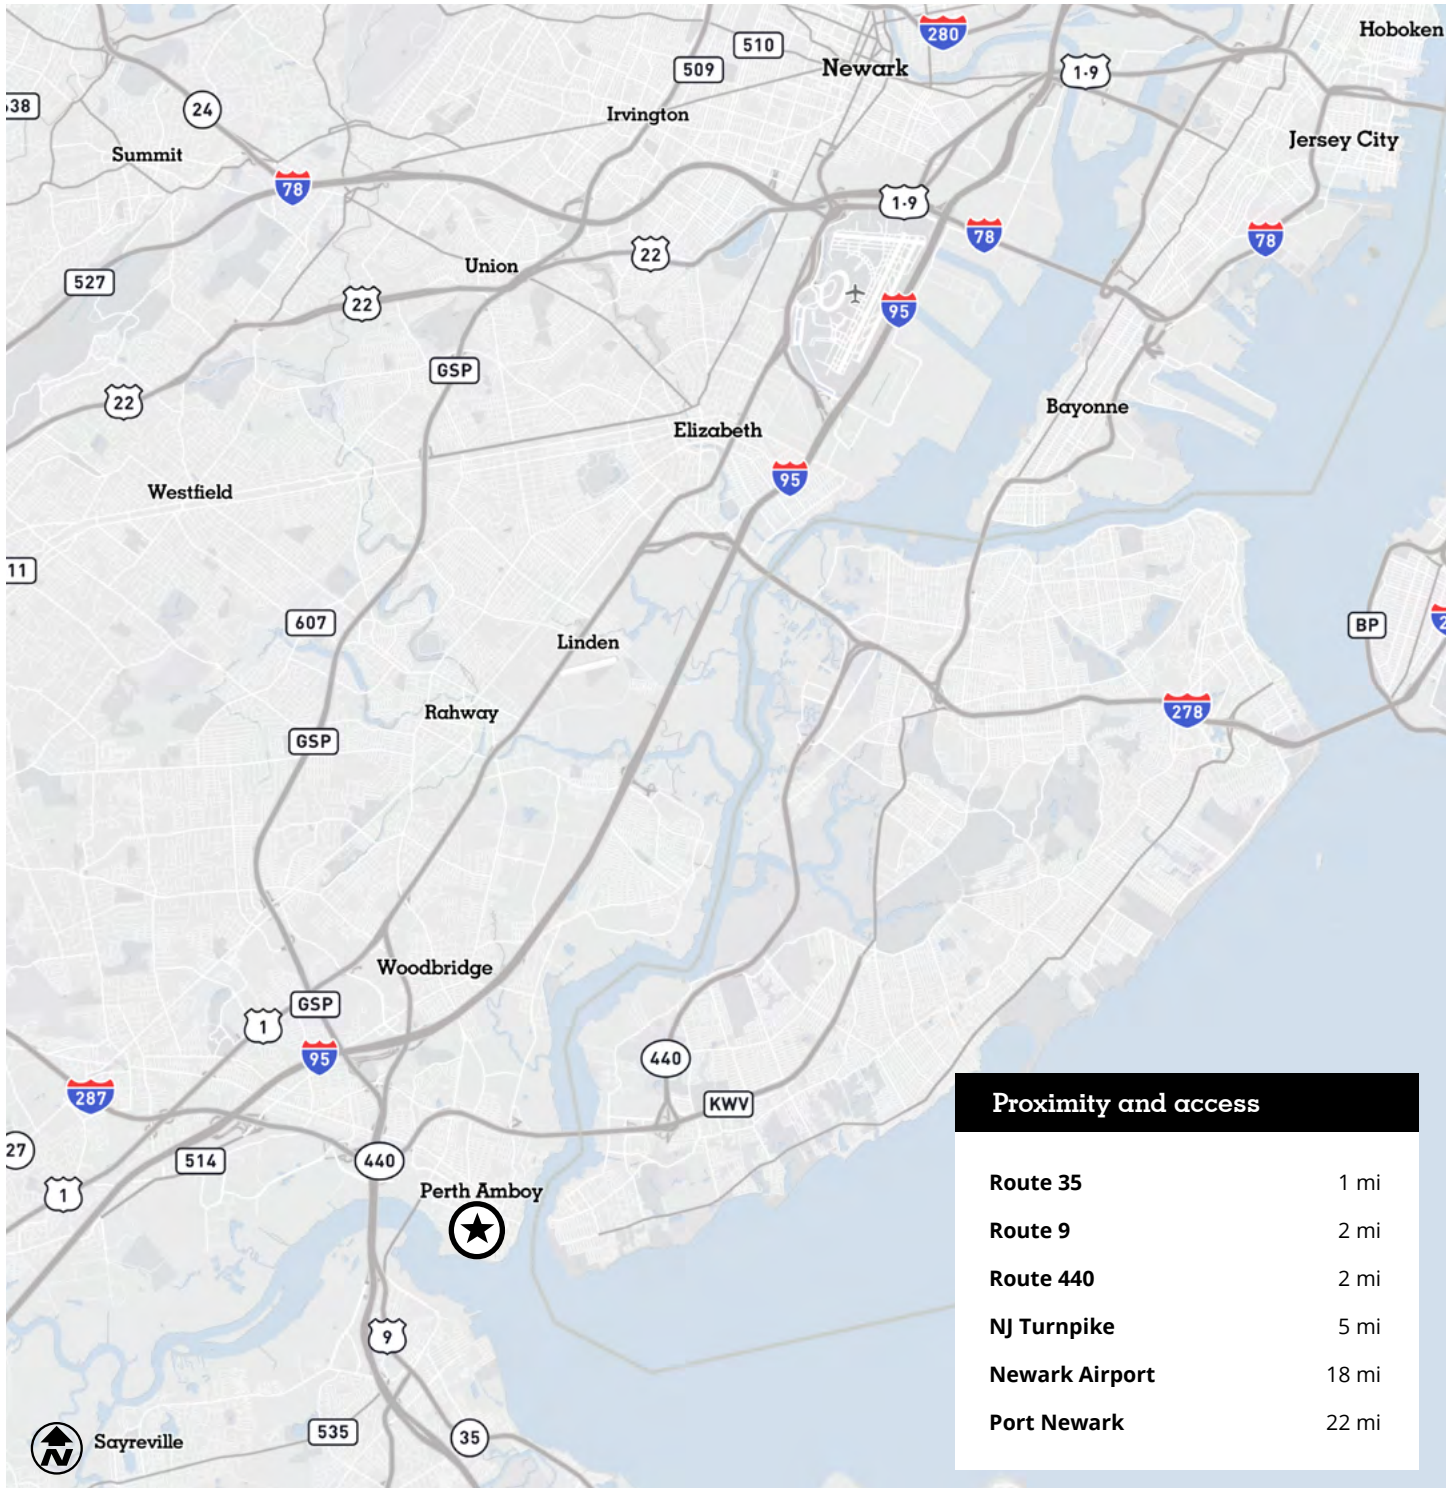 Hoboken
280
510
509
Newark
1·9
38
24
Irvington
Summit
Jersey City
78
1·9
78
78
22
Union
527
22
95
GSP
22
Bayonne
Elizabeth
95
Westfield
11
607
BP
2
Linden
278
Rahway
GSP
Woodbridge
GSP
1
95
440
287
KWV
27
514
440
1
Perth Amboy
9
535
35
N
Sayreville
Proximity and access
Route 35 1 mi
Route 9 2 mi
Route 440 2 mi
NJ Turnpike 5 mi
Newark Airport 18 mi
Port Newark 22 mi